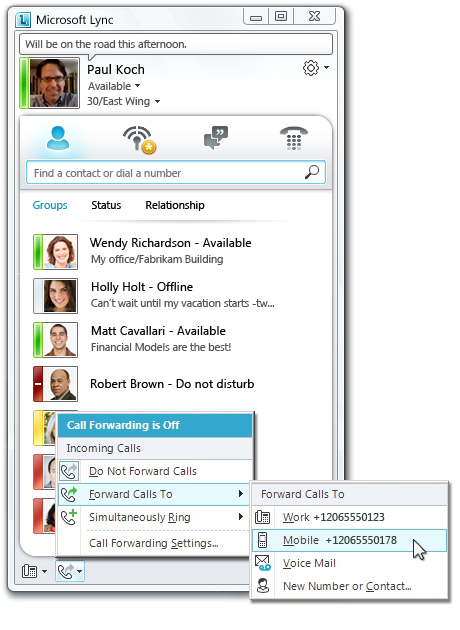 Microsoft Lync
Will be on the road this afternoon.
Paul Koch
Available
30/East Wing
Find a contact or dial a number
Groups Status Relationship
Wendy Richardson - Available
My office/Fabrikam Building
Holly Holt - Offline
Can't wait until my vacation starts -tw...
Matt Cavallari - Available
Financial Models are the best!
Robert Brown - Do not disturb
Call Forwarding is Off
Incoming Calls
Do Not Forward Calls
Forward Calls To
Simultaneously Ring
Call Forwarding Settings...
Forward Calls To
Work +12065550123
Mobile +12065550178
Voice Mail
New Number or Contact...